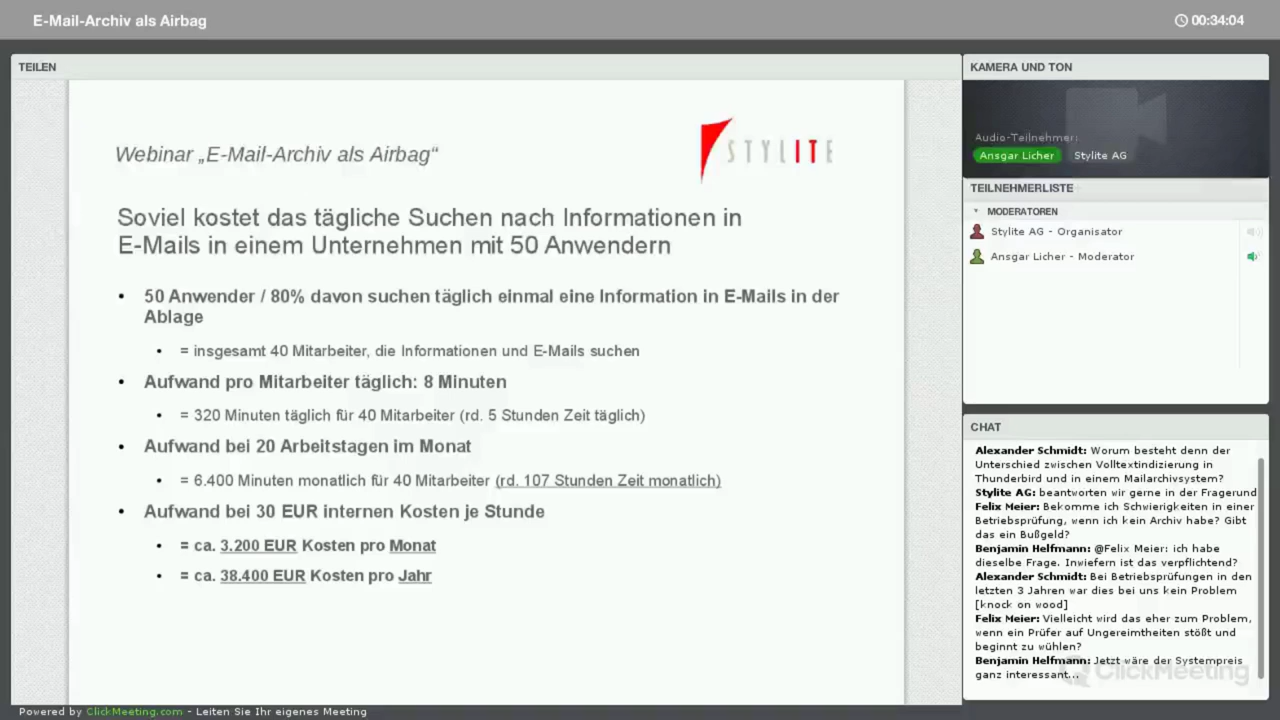 E-Mail-Archiv als Airbag
00:34:04
TEILEN
Webinar „E-Mail-Archiv als Airbag“
STYLITE
Soviel kostet das tägliche Suchen nach Informationen in
E-Mails in einem Unternehmen mit 50 Anwendern
• 50 Anwender / 80% davon suchen täglich einmal eine Information in E-Mails in der
Ablage
• = insgesamt 40 Mitarbeiter, die Informationen und E-Mails suchen
• Aufwand pro Mitarbeiter täglich: 8 Minuten
• = 320 Minuten täglich für 40 Mitarbeiter (rd. 5 Stunden Zeit täglich)
• Aufwand bei 20 Arbeitstagen im Monat
• = 6.400 Minuten monatlich für 40 Mitarbeiter (rd. 107 Stunden Zeit monatlich)
• Aufwand bei 30 EUR internen Kosten je Stunde
• = ca. 3.200 EUR Kosten pro Monat
• = ca. 38.400 EUR Kosten pro Jahr
KAMERA UND TON
Audio-Teilnehmer:
Ansgar Licher Stylite AG
TEILNEHMERLISTE
MODERATOREN
Stylite AG - Organisator
Ansgar Licher - Moderator
CHAT
Alexander Schmidt: Worum besteht denn der
Unterschied zwischen Volltextindizierung in
Thunderbird und in einem Mailarchivsystem?
Stylite AG: beantworten wir gerne in der Fragerund
Felix Meier: Bekomme ich Schwierigkeiten in einer
Betriebsprüfung, wenn ich kein Archiv habe? Gibt
das ein Bußgeld?
Benjamin Helfmann: @Felix Meier: ich habe
dieselbe Frage. Inwiefern ist das verpflichtend?
Alexander Schmidt: Bei Betriebsprüfungen in den
letzten 3 Jahren war dies bei uns kein Problem
[knock on wood]
Felix Meier: Vielleicht wird das eher zum Problem,
wenn ein Prüfer auf Ungereimtheiten stößt und
beginnt zu wühlen?
Benjamin Helfmann: Jetzt wäre der Systempreis
ganz interessant...
ClickMeeting
Powered by ClickMeeting.com - Leiten Sie Ihr eigenes Meeting